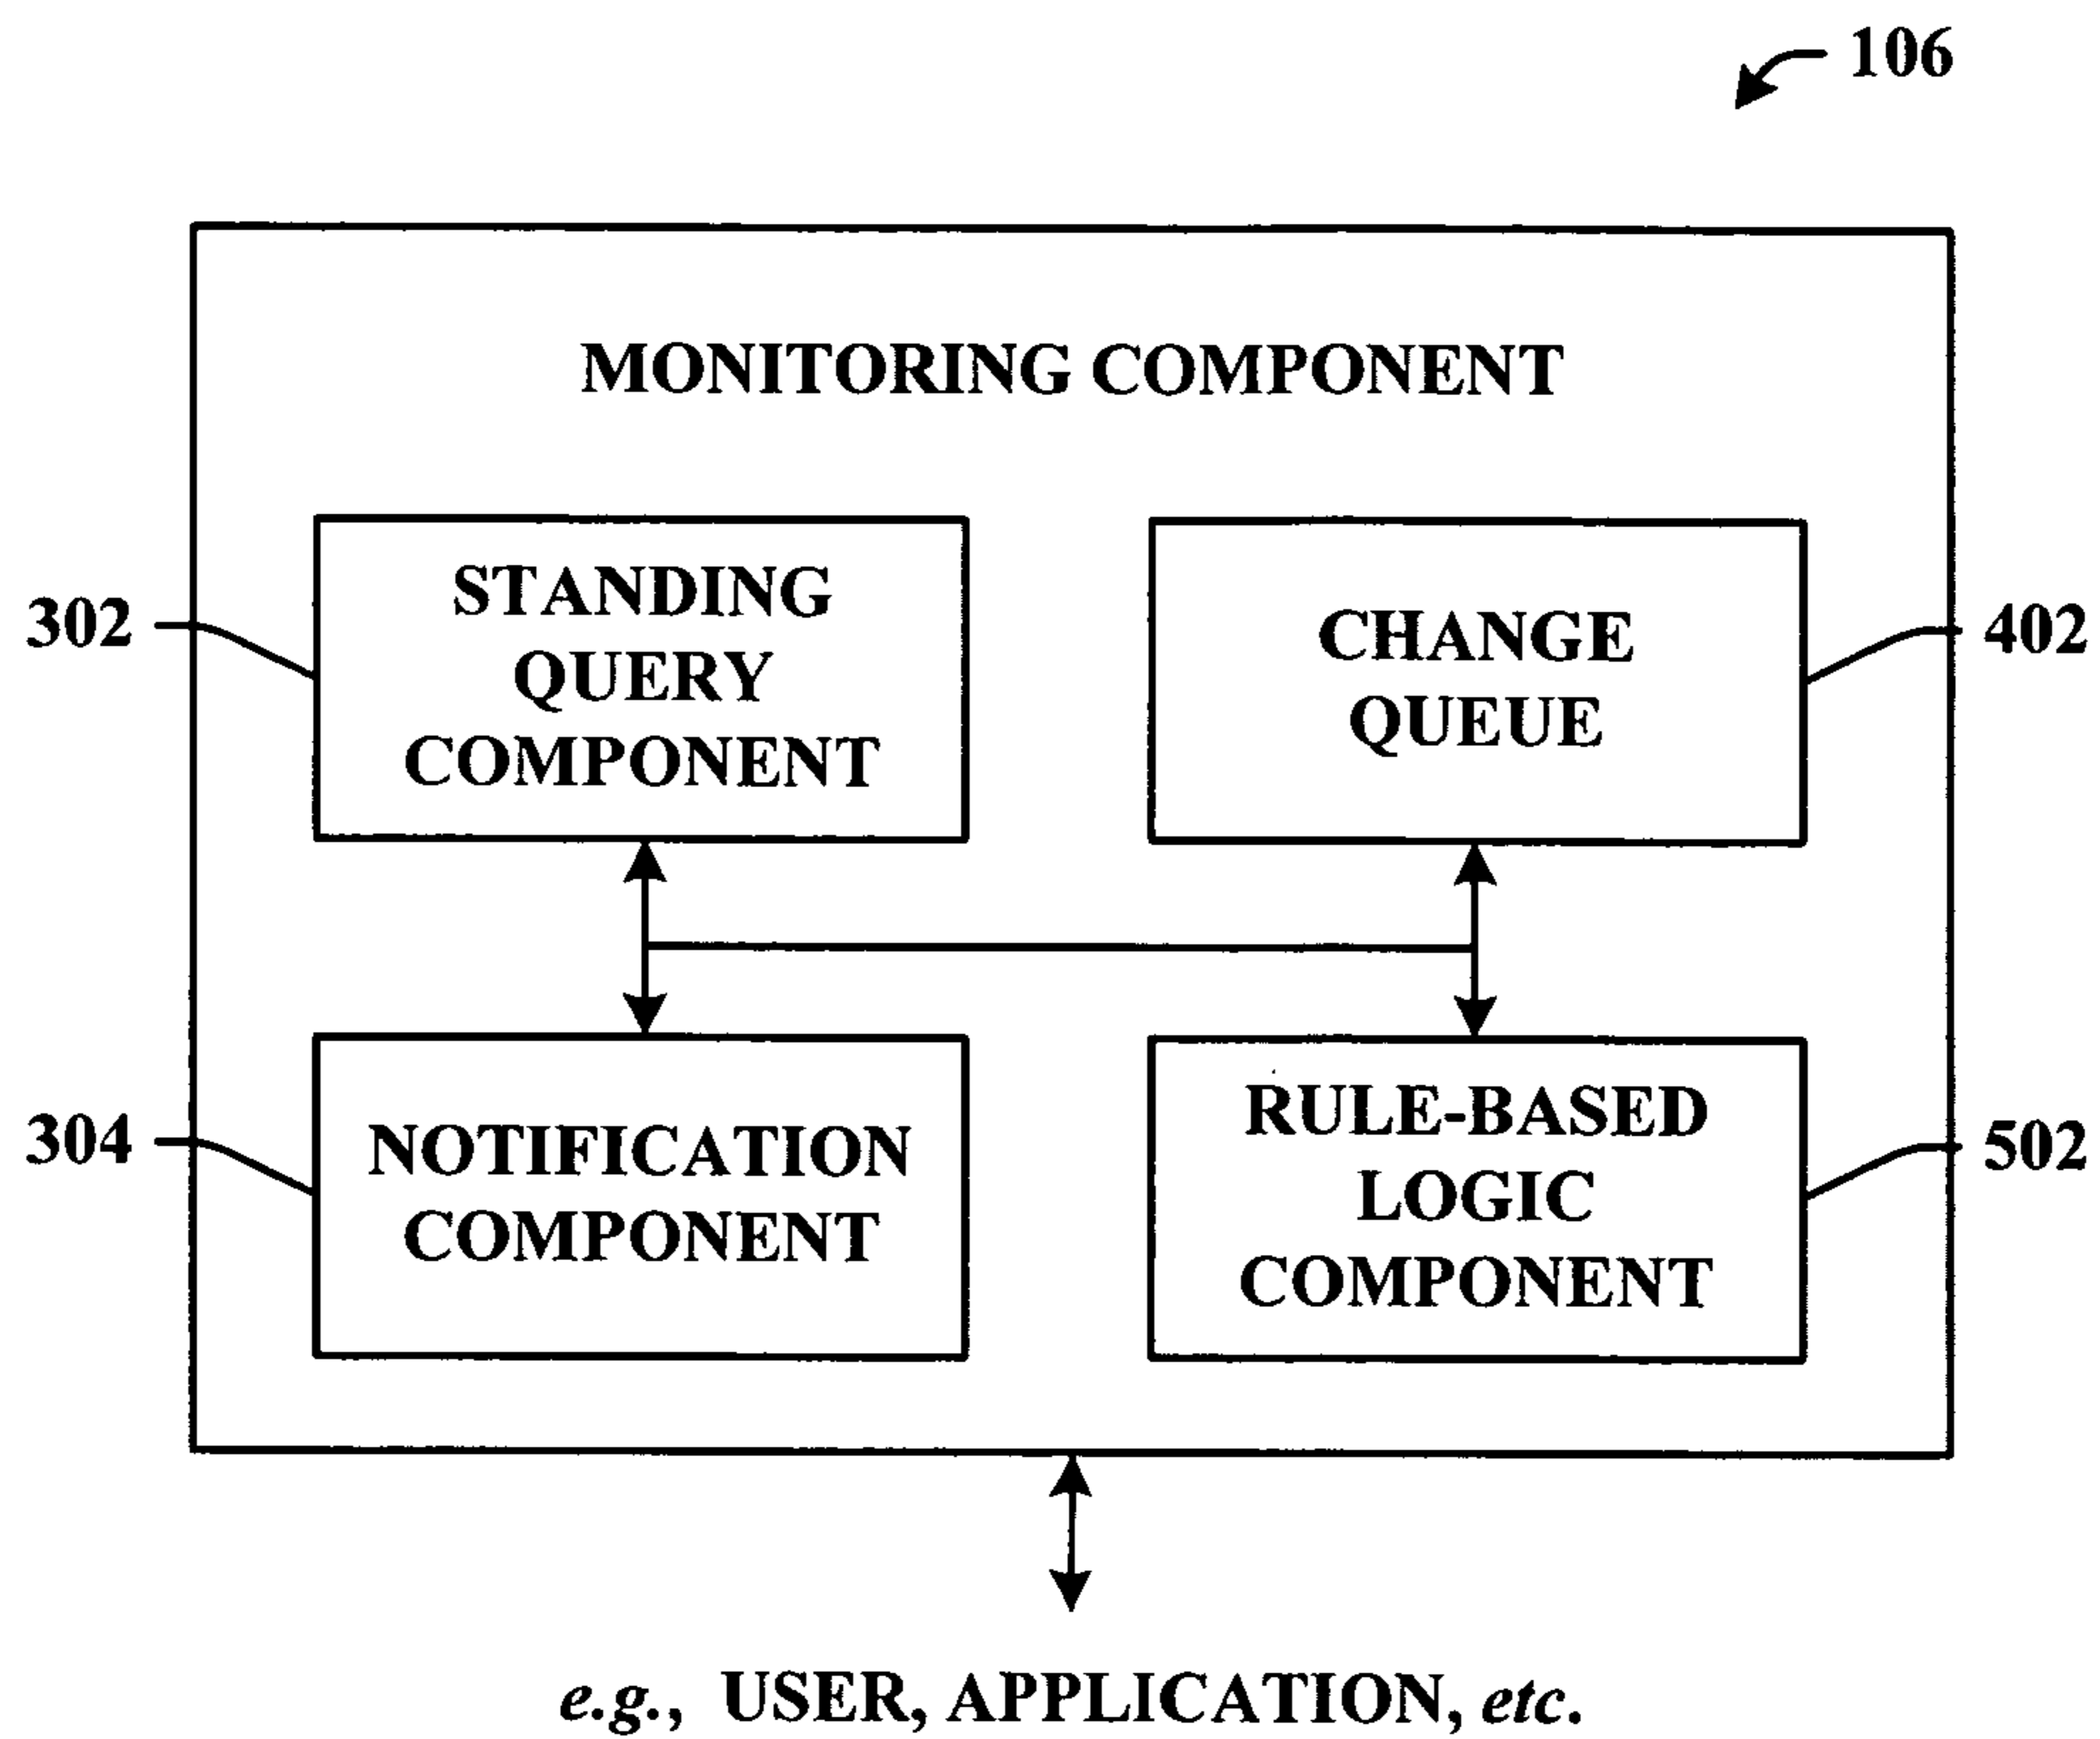 106
MONITORING COMPONENT
302
STANDING
QUERY
COMPONENT
CHANGE
QUEUE
402
304
NOTIFICATION
COMPONENT
RULE-BASED
LOGIC
COMPONENT
502
e.g., USER, APPLICATION, etc.